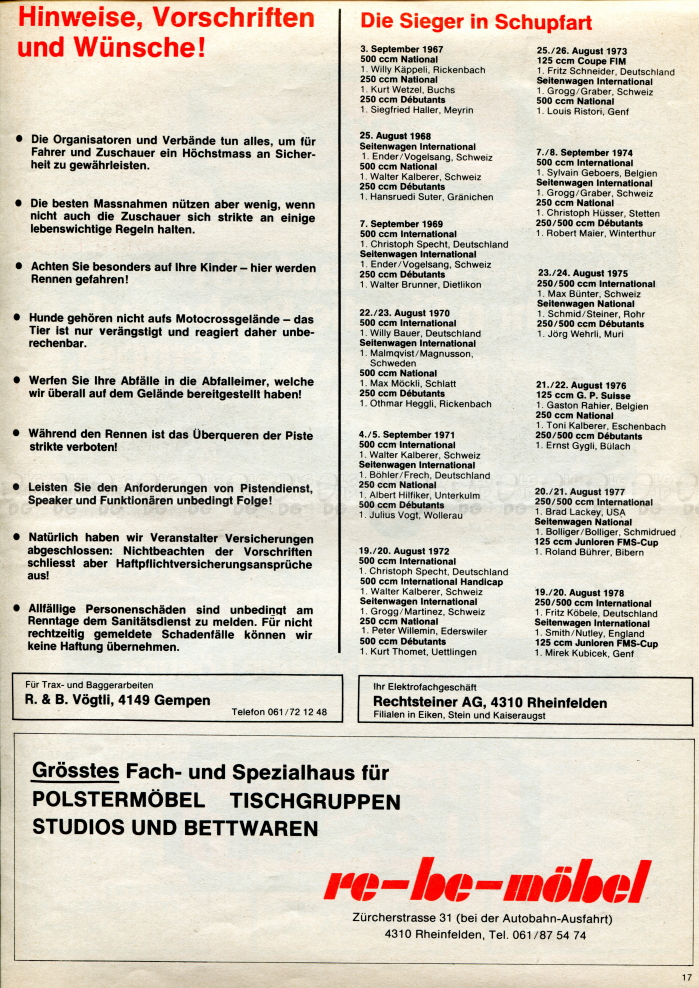 Hinweise, Vorschriften
und Wünsche!
● Die Organisatoren und Verbände tun alles, um für
Fahrer und Zuschauer ein Höchstmass an Sicher-
heit zu gewährleisten.
● Die besten Massnahmen nützen aber wenig, wenn
nicht auch die Zuschauer sich strikte an einige
lebenswichtige Regeln halten.
● Achten Sie besonders auf Ihre Kinder – hier werden
Rennen gefahren!
● Hunde gehören nicht aufs Motocrossgelände – das
Tier ist nur verängstigt und reagiert daher unbe-
rechenbar.
● Werfen Sie Ihre Abfälle in die Abfalleimer, welche
wir überall auf dem Gelände bereitgestellt haben!
● Während den Rennen ist das Überqueren der Piste
strikte verboten!
● Leisten Sie den Anforderungen von Pistendienst,
Speaker und Funktionären unbedingt Folge!
● Natürlich haben wir Veranstalter Versicherungen
abgeschlossen: Nichtbeachten der Vorschriften
schliesst aber Haftpflichtversicherungsansprüche
aus!
● Allfällige Personenschäden sind unbedingt am
Renntage dem Sanitätsdienst zu melden. Für nicht
rechtzeitig gemeldete Schadenfälle können wir
keine Haftung übernehmen.
Die Sieger in Schupfart
3. September 1967
500 ccm National
1. Willy Käppeli, Rickenbach
250 ccm National
1. Kurt Wetzel, Buchs
250 ccm Débutants
1. Siegfried Haller, Meyrin
25. August 1968
Seitenwagen International
1. Ender/Vogelsang, Schweiz
500 ccm National
1. Walter Kalberer, Schweiz
250 ccm Débutants
1. Hansruedi Suter, Gränichen
7. September 1969
500 ccm International
1. Christoph Specht, Deutschland
Seitenwagen International
1. Ender/Vogelsang, Schweiz
250 ccm Débutants
1. Walter Brunner, Dietlikon
22./23. August 1970
500 ccm International
1. Willy Bauer, Deutschland
Seitenwagen International
1. Malmqvist/Magnusson,
Schweden
500 ccm National
1. Max Möckli, Schlatt
250 ccm Débutants
1. Othmar Heggli, Rickenbach
4./5. September 1971
500 ccm International
1. Walter Kalberer, Schweiz
Seitenwagen International
1. Böhler/Frech, Deutschland
250 ccm National
1. Albert Hilfiker, Unterkulm
500 ccm Débutants
1. Julius Vogt, Wollerau
19./20. August 1972
500 ccm International
1. Christoph Specht, Deutschland
500 ccm International Handicap
1. Walter Kalberer, Schweiz
Seitenwagen International
1. Grogg/Martinez, Schweiz
250 ccm National
1. Peter Willemin, Ederswiler
500 ccm Débutants
1. Kurt Thomet, Uettlingen
25./26. August 1973
125 ccm Coupe FIM
1. Fritz Schneider, Deutschland
Seitenwagen International
1. Grogg/Graber, Schweiz
500 ccm National
1. Louis Ristori, Genf
7./8. September 1974
500 ccm International
1. Sylvain Geboers, Belgien
Seitenwagen International
1. Grogg/Graber, Schweiz
250 ccm National
1. Christoph Hüsser, Stetten
250/500 ccm Débutants
1. Robert Maier, Winterthur
23./24. August 1975
250/500 ccm International
1. Max Bünter, Schweiz
Seitenwagen National
1. Schmid/Steiner, Rohr
250/500 ccm Débutants
1. Jörg Wehrli, Muri
21./22. August 1976
125 ccm G. P. Suisse
1. Gaston Rahier, Belgien
250 ccm National
1. Toni Kalberer, Eschenbach
250/500 ccm Débutants
1. Ernst Gygli, Bülach
20./21. August 1977
250/500 ccm International
1. Brad Lackey, USA
Seitenwagen National
1. Bolliger/Bolliger, Schmidrued
125 ccm Junioren FMS-Cup
1. Roland Bührer, Bibern
19./20. August 1978
250/500 ccm International
1. Fritz Köbele, Deutschland
Seitenwagen International
1. Smith/Nutley, England
125 ccm Junioren FMS-Cup
1. Mirek Kubicek, Genf
Für Trax- und Baggerarbeiten
R. & B. Vögtli, 4149 Gempen
Telefon 061/72 12 48
Ihr Elektrofachgeschäft
Rechtsteiner AG, 4310 Rheinfelden
Filialen in Eiken, Stein und Kaiseraugst
Grösstes Fach- und Spezialhaus für
POLSTERMÖBEL TISCHGRUPPEN
STUDIOS UND BETTWAREN
re-be-möbel
Zürcherstrasse 31 (bei der Autobahn-Ausfahrt)
4310 Rheinfelden, Tel. 061/87 54 74
17